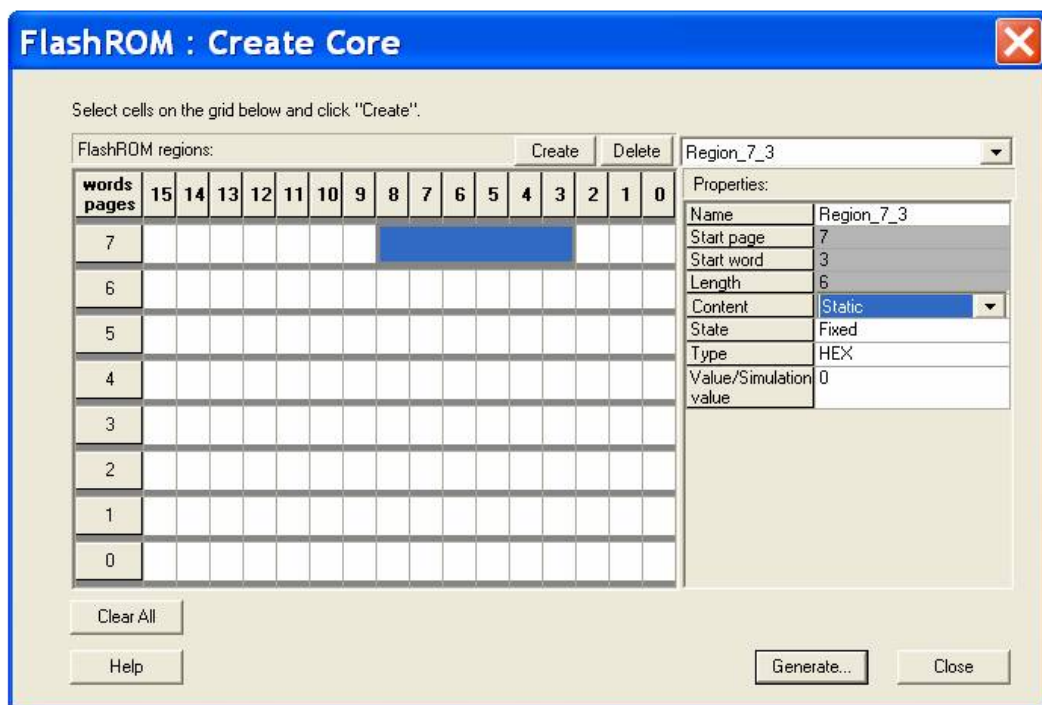 FlashROM : Create Core
Select cells on the grid below and click "Create".
FlashROM regions:
Create
Delete
Region_7_3
words
pages
15 14 13 12 11 10 9 8 7 6 5 4 3 2 1 0
7
6
5
4
3
2
1
0
Properties:
Name Region_7_3
Start page 7
Start word 3
Length 6
Content Static
State Fixed
Type HEX
Value/Simulation 0
value
Clear All
Help
Generate...
Close